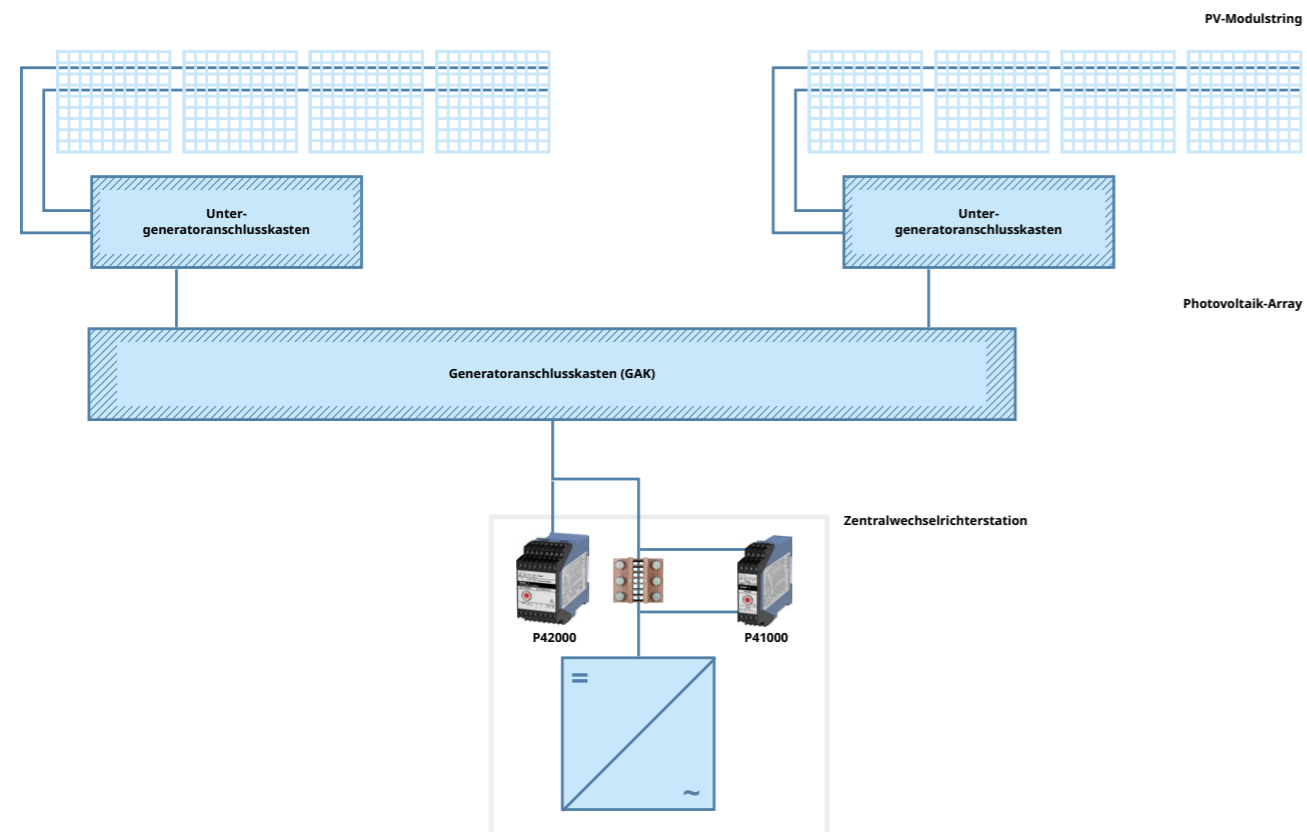 PV-Modulstring
Unter-
generatoranschlusskasten
Unter-
generatoranschlusskasten
Photovoltaik-Array
Generatoranschlusskasten (GAK)
Zentralwechselrichterstation
P42000
P41000
=
~